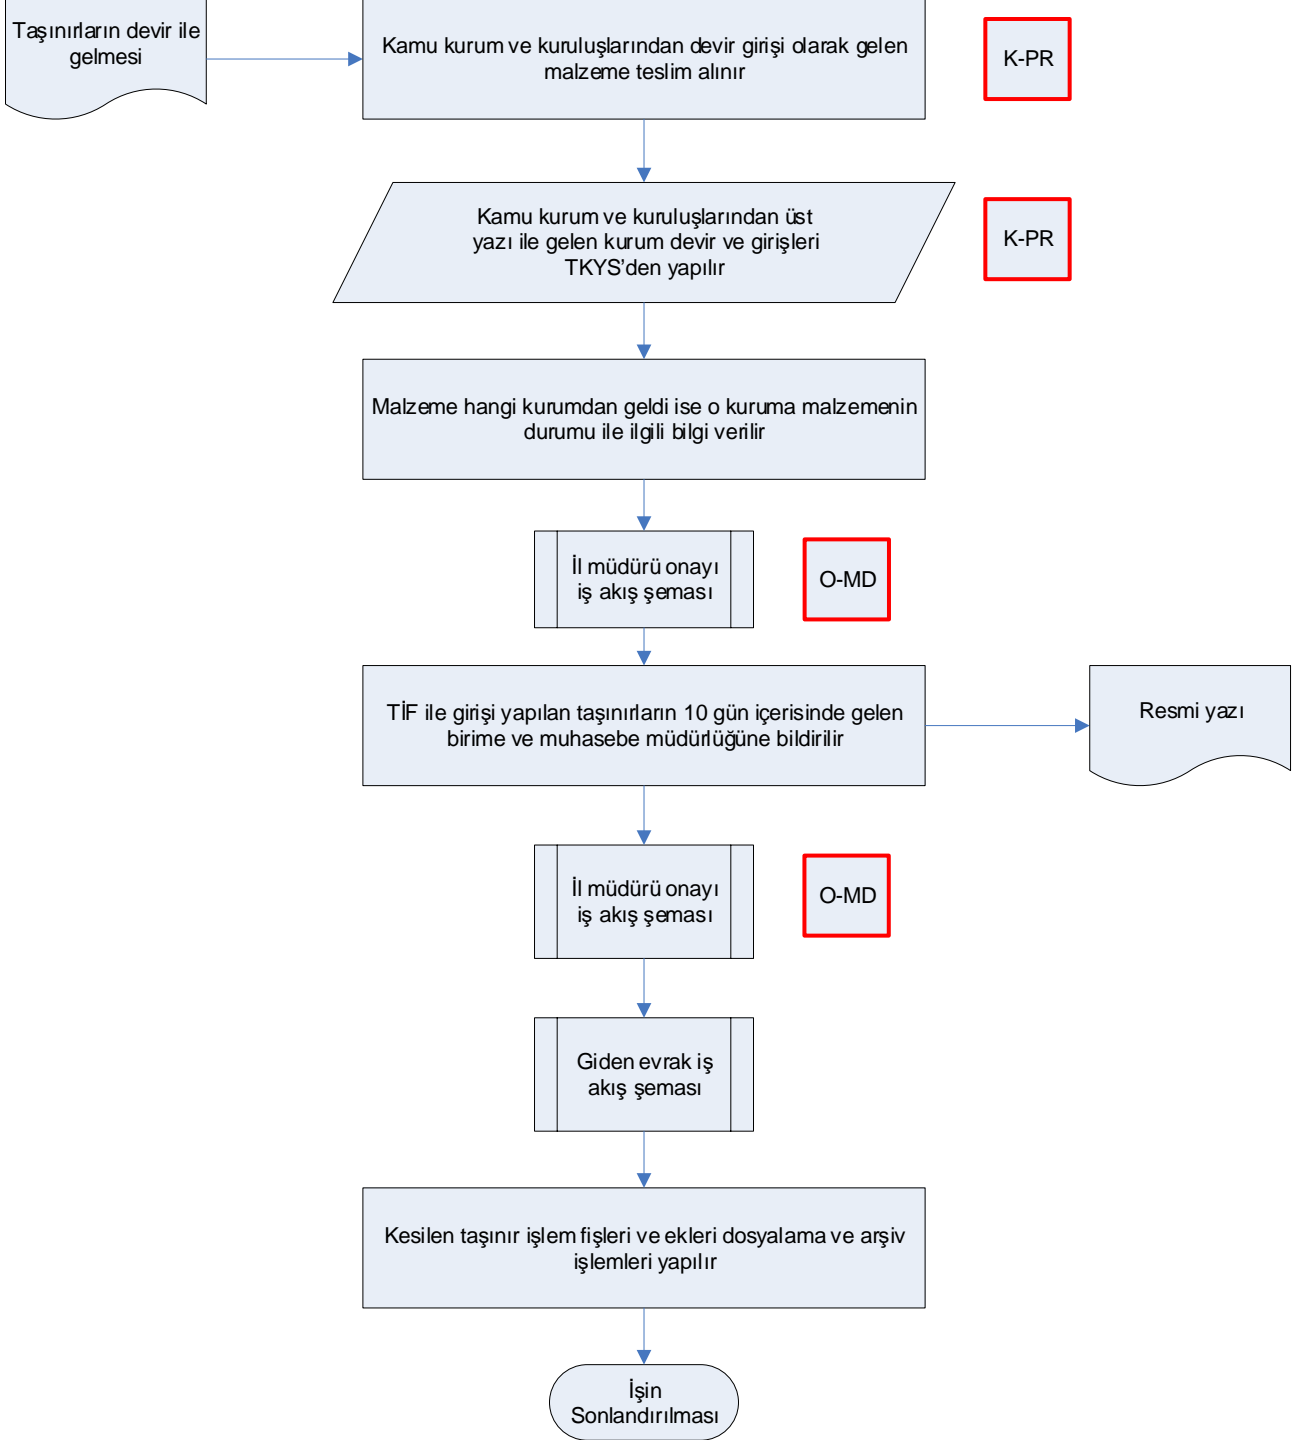 Taşınırların devir ile
gelmesi
Kamu kurum ve kuruluşlarından devir girişi olarak gelen
malzeme teslim alınır
K-PR
Kamu kurum ve kuruluşlarından üst
yazı ile gelen kurum devir ve girişleri
TKYS’den yapılır
K-PR
Malzeme hangi kurumdan geldi ise o kuruma malzemenin
durumu ile ilgili bilgi verilir
İl müdürü onayı
iş akış şeması
O-MD
TİF ile girişi yapılan taşınırların 10 gün içerisinde gelen
birime ve muhasebe müdürlüğüne bildirilir
Resmi yazı
İl müdürü onayı
iş akış şeması
O-MD
Giden evrak iş
akış şeması
Kesilen taşınır işlem fişleri ve ekleri dosyalama ve arşiv
işlemleri yapılır
İşin
Sonlandırılması